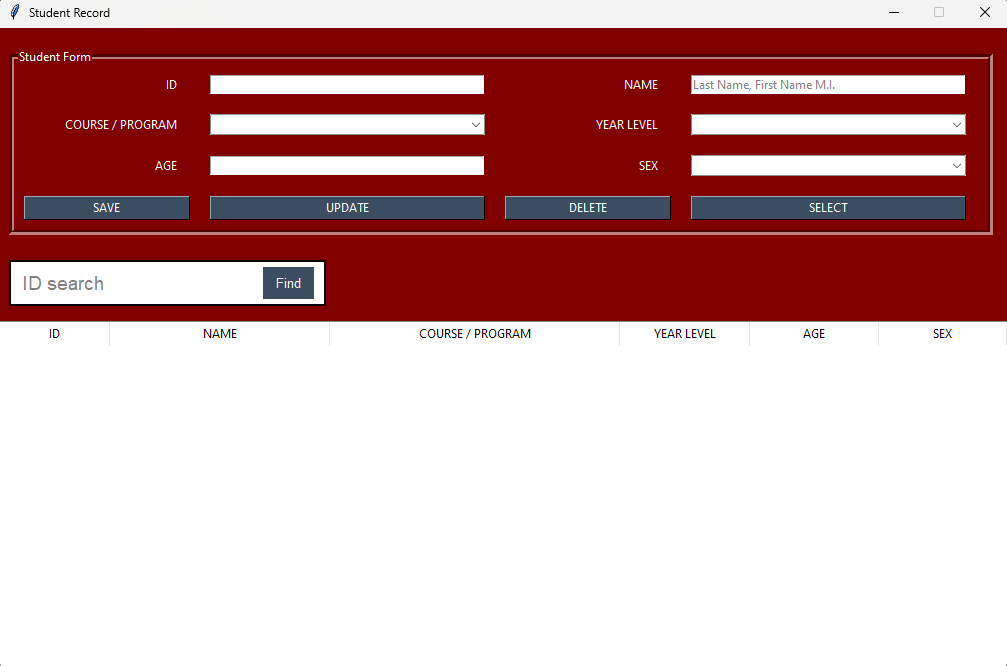 Student Record
Student Form
ID
NAME Last Name, First Name M.I.
COURSE / PROGRAM
YEAR LEVEL
AGE
SEX
SAVE UPDATE DELETE SELECT
ID search Find
ID NAME COURSE / PROGRAM YEAR LEVEL AGE SEX